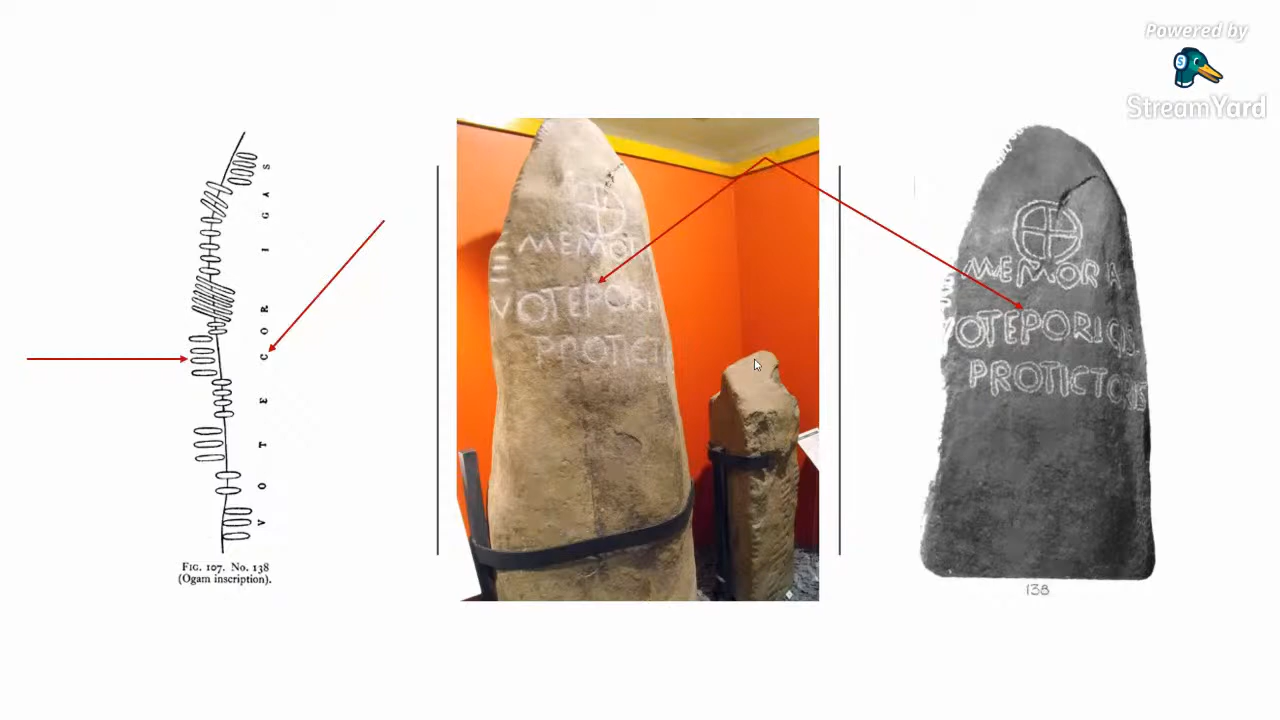 Powered by
StreamYard
S A G I R O C E T O V
FIG. 107. No. 138
(Ogam inscription).
MEMORI
VOTEPORI
PROTICT
MEMORIA
VOTEPORIGIS
PROTICTORIS
138